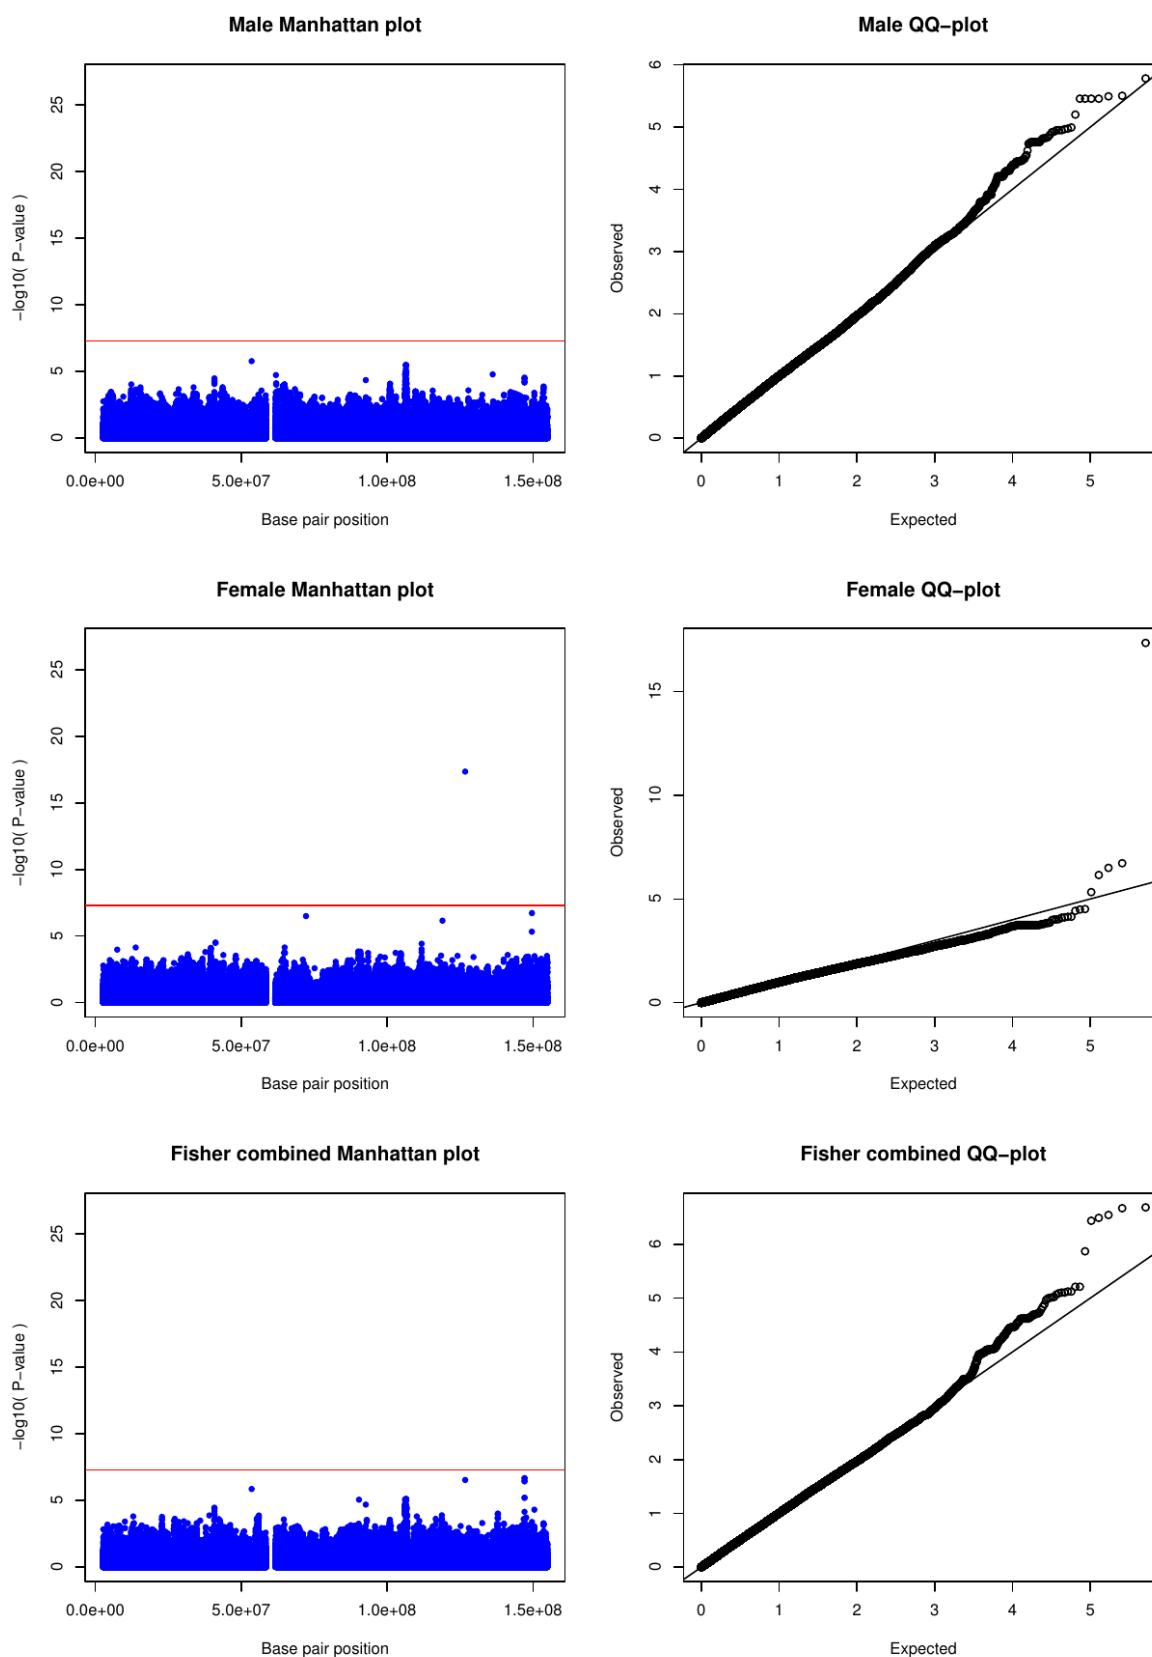 Male Manhattan plot
−log10( P−value )
25
20
15
10
5
0
0.0e+00 5.0e+07 1.0e+08 1.5e+08
Base pair position
Male QQ−plot
Observed
6
5
4
3
2
1
0
0 1 2 3 4 5
Expected
Female Manhattan plot
−log10( P−value )
25
20
15
10
5
0
0.0e+00 5.0e+07 1.0e+08 1.5e+08
Base pair position
Female QQ−plot
Observed
15
10
5
0
0 1 2 3 4 5
Expected
Fisher combined Manhattan plot
−log10( P−value )
25
20
15
10
5
0
0.0e+00 5.0e+07 1.0e+08 1.5e+08
Base pair position
Fisher combined QQ−plot
Observed
6
5
4
3
2
1
0
0 1 2 3 4 5
Expected